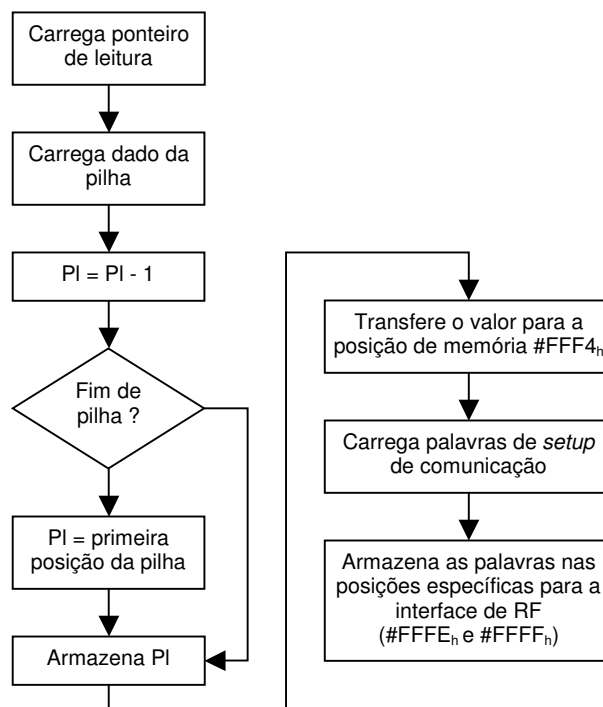 Carrega ponteiro
de leitura
Carrega dado da
pilha
Pl = Pl - 1
Fim de
pilha ?
Pl = primeira
posição da pilha
Armazena Pl
Transfere o valor para a
posição de memória #FFF4h
Carrega palavras de setup
de comunicação
Armazena as palavras nas
posições específicas para a
interface de RF
(#FFFEh e #FFFFh)